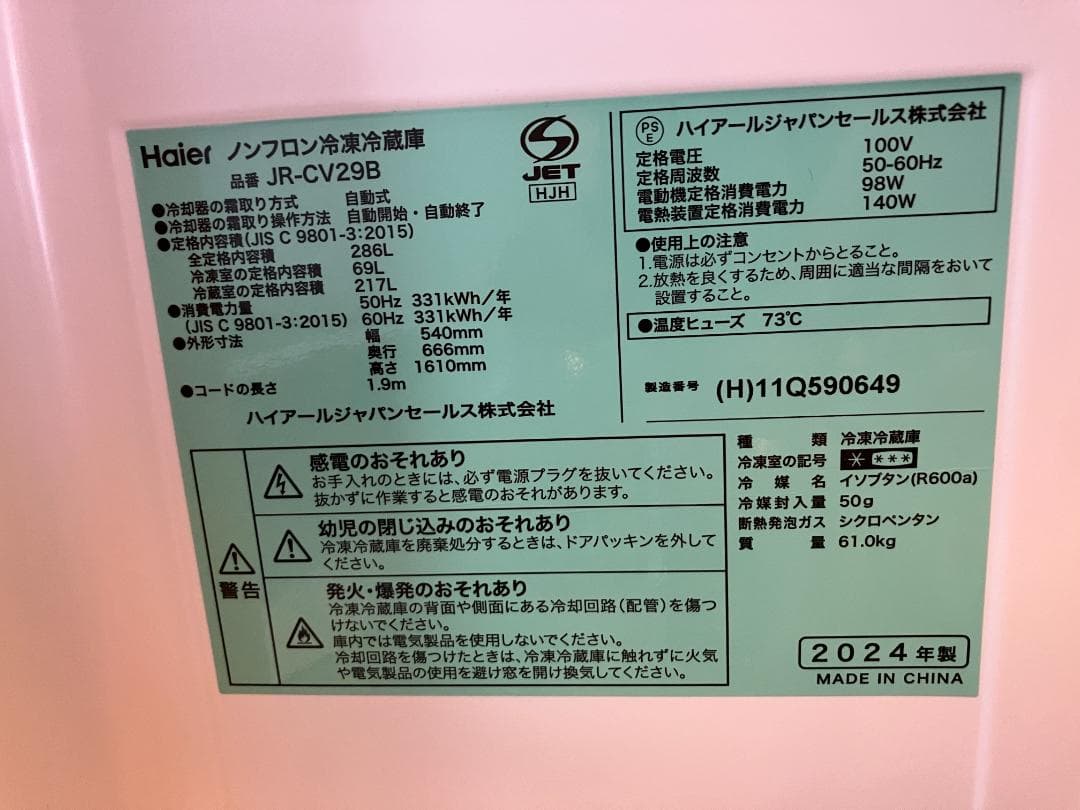 Haier ノンフロン冷凍冷蔵庫
品番 JR-CV29B
JET
HJH
●冷却器の霜取り方式 自動式
●冷却器の霜取り操作方法 自動開始・自動終了
●定格内容積(JIS C 9801-3:2015)
全定格内容積 286L
冷凍室の定格内容積 69L
冷蔵室の定格内容積 217L
●消費電力量 50Hz 331kWh/年
(JIS C 9801-3:2015) 60Hz 331kWh/年
●外形寸法 幅 540mm
奥行 666mm
高さ 1610mm
●コードの長さ 1.9m
ハイアールジャパンセールス株式会社
PS
E
ハイアールジャパンセールス株式会社
定格電圧 100V
定格周波数 50-60Hz
電動機定格消費電力 98W
電熱装置定格消費電力 140W
●使用上の注意
1.電源は必ずコンセントからとること。
2.放熱を良くするため、周囲に適当な間隔をおいて
設置すること。
●温度ヒューズ 73℃
製造番号 (H)11Q590649
種類 冷凍冷蔵庫
冷凍室の記号 * ***
冷媒名 イソブタン(R600a)
冷媒封入量 50g
断熱発泡ガス シクロペンタン
質量 61.0kg
警告
感電のおそれあり
お手入れのときには、必ず電源プラグを抜いてください。
抜かずに作業すると感電のおそれがあります。
幼児の閉じ込みのおそれあり
冷凍冷蔵庫を廃棄処分するときは、ドアパッキンを外して
ください。
発火・爆発のおそれあり
冷凍冷蔵庫の背面や側面にある冷却回路(配管)を傷つ
けないでください。
庫内では電気製品を使用しないでください。
冷却回路を傷つけたときは、冷凍冷蔵庫に触れずに火気
や電気製品の使用を避け窓を開け換気してください。
2024年製
MADE IN CHINA